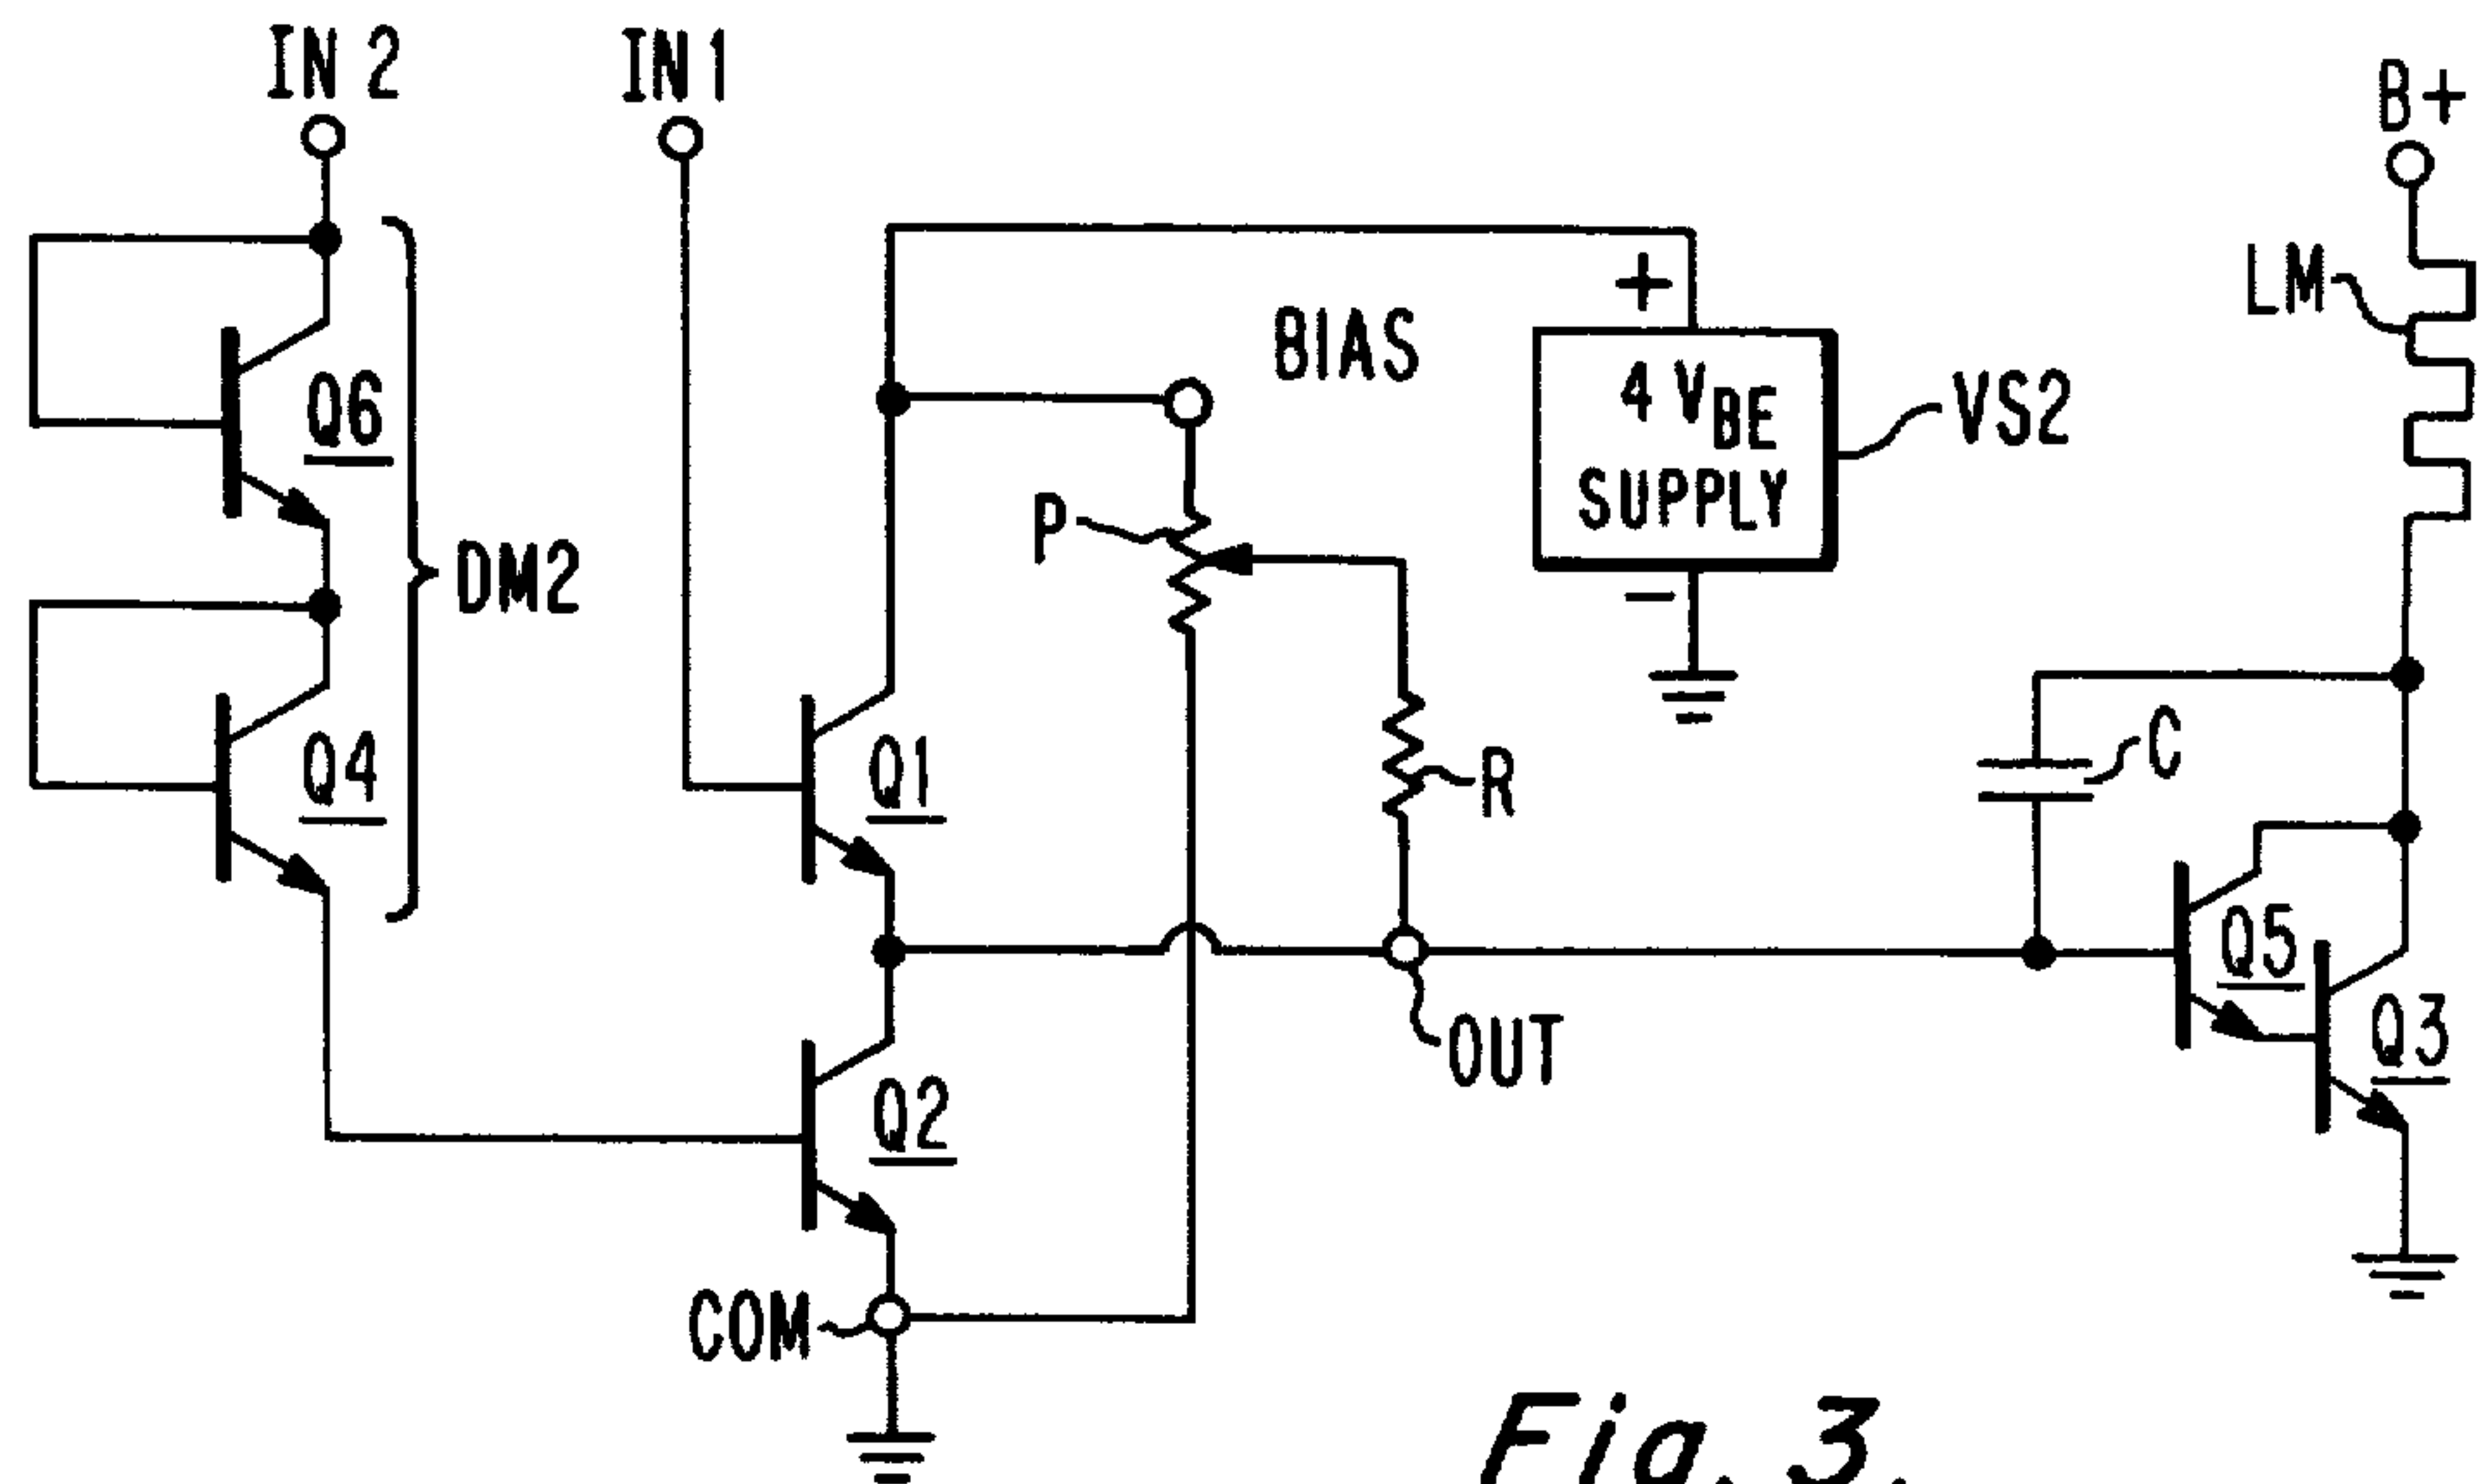 IN 2
IN 1
B+
LM
+
BIAS
4 VBE
SUPPLY
VS2
Q6
P
DM2
−
Q4
Q1
R
C
Q5
Q3
OUT
Q2
COM
Fig. 3.